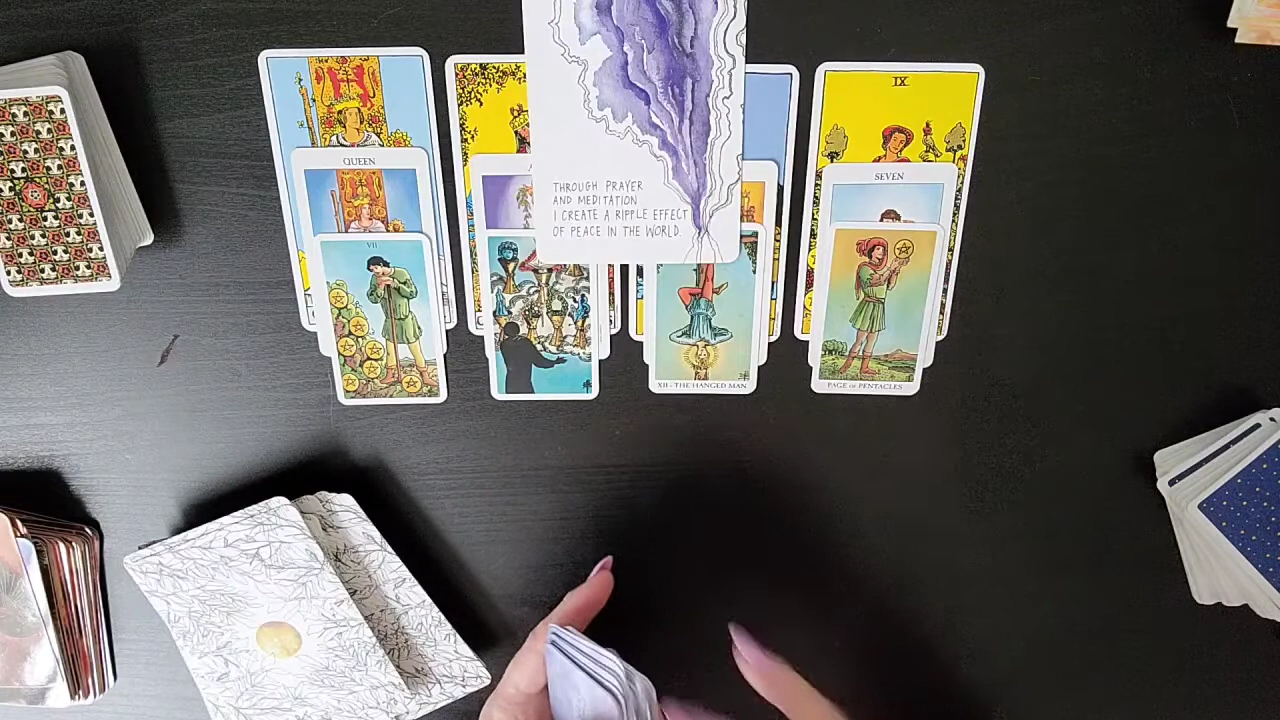 IX
QUEEN
SEVEN
THROUGH PRAYER
AND MEDITATION
I CREATE A RIPPLE EFFECT
OF PEACE IN THE WORLD.
VII
XII - THE HANGED MAN
PAGE OF PENTACLES